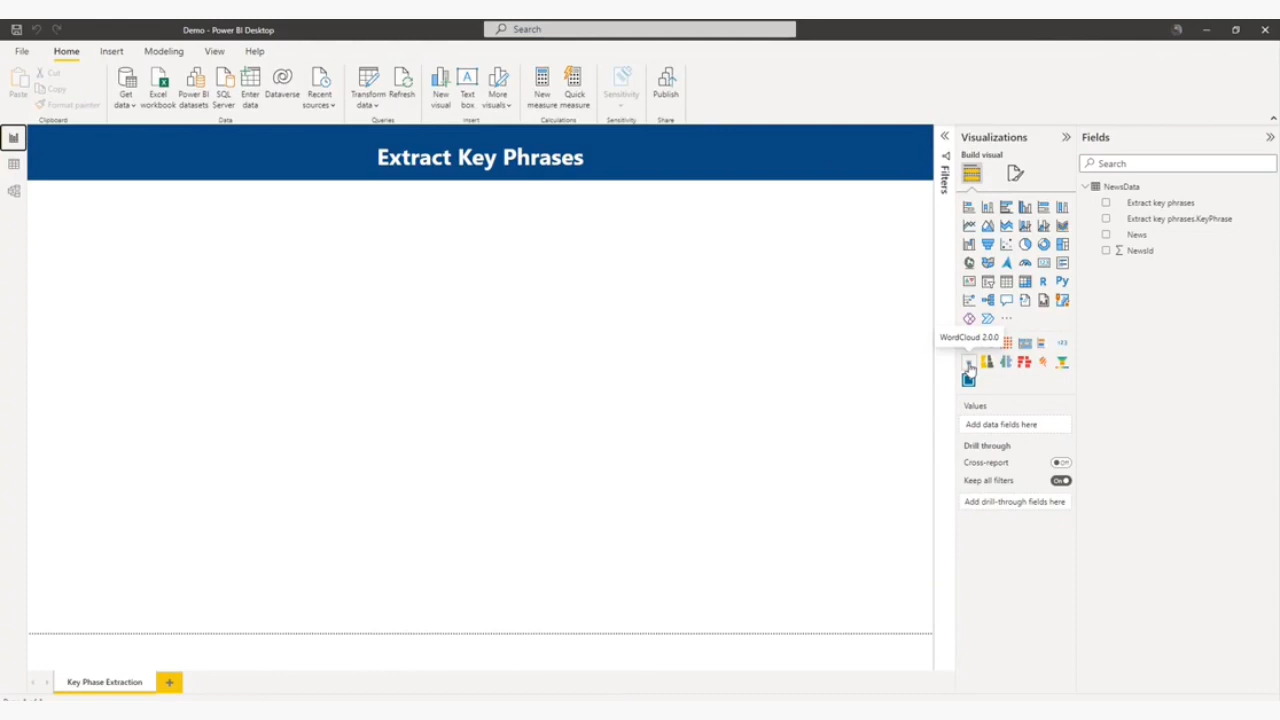 Demo - Power BI Desktop
Search
File Home Insert Modeling View Help
Paste
Cut
Copy
Format painter
Clipboard
Get data
Excel workbook
Power BI datasets
SQL Server
Enter data
Dataverse
Recent sources
Data
Transform data
Refresh
Queries
New visual
Text box
More visuals
Insert
New measure
Quick measure
Calculations
Sensitivity
Sensitivity
Publish
Share
Extract Key Phrases
Filters
Visualizations
Build visual
R Py
WordCloud 2.0.0
123
Values
Add data fields here
Drill through
Cross-report
Off
Keep all filters
On
Add drill-through fields here
Fields
Search
NewsData
Extract key phrases
Extract key phrases.KeyPhrase
News
∑ NewsId
Key Phase Extraction